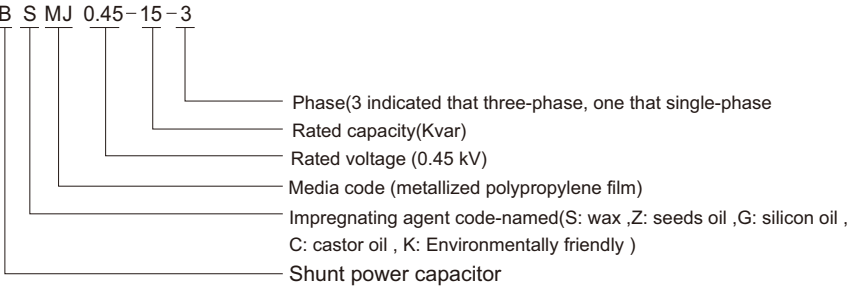 B S MJ 0.45-15-3
Phase(3 indicated that three-phase, one that single-phase
Rated capacity(Kvar)
Rated voltage (0.45 kV)
Media code (metallized polypropylene film)
Impregnating agent code-named(S: wax ,Z: seeds oil ,G: silicon oil ,
C: castor oil , K: Environmentally friendly )
Shunt power capacitor